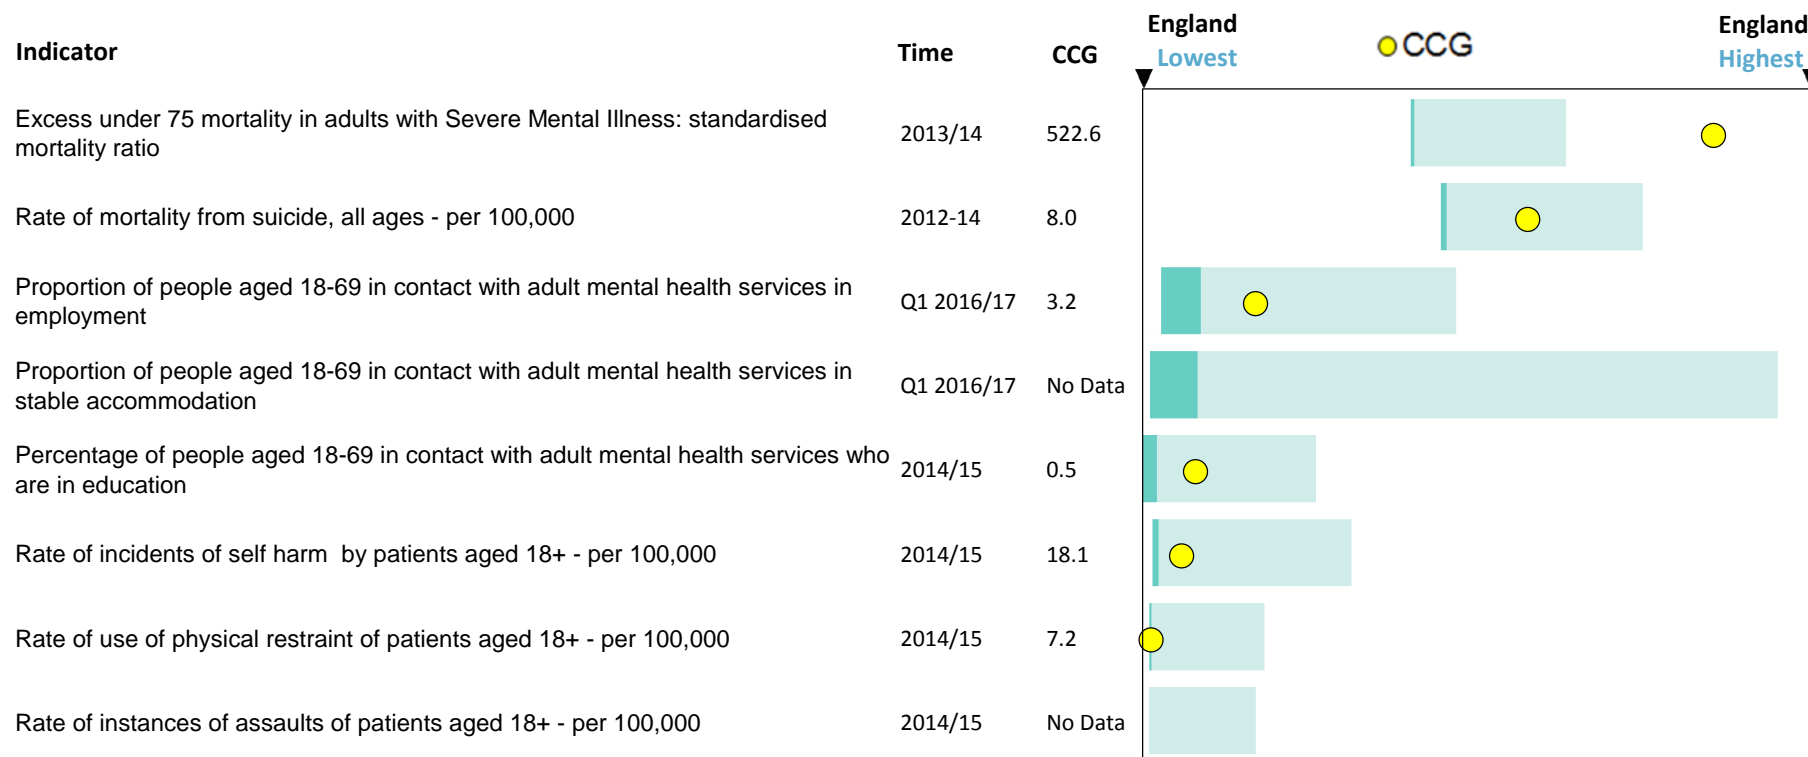 England England
Indicator Time CCG Lowest CCG Highest
Excess under 75 mortality in adults with Severe Mental Illness: standardised
mortality ratio 2013/14 522.6
Rate of mortality from suicide, all ages - per 100,000 2012-14 8.0
Proportion of people aged 18-69 in contact with adult mental health services in
employment Q1 2016/17 3.2
Proportion of people aged 18-69 in contact with adult mental health services in
stable accommodation Q1 2016/17 No Data
Percentage of people aged 18-69 in contact with adult mental health services who
are in education 2014/15 0.5
Rate of incidents of self harm  by patients aged 18+ - per 100,000 2014/15 18.1
Rate of use of physical restraint of patients aged 18+ - per 100,000 2014/15 7.2
Rate of instances of assaults of patients aged 18+ - per 100,000 2014/15 No Data